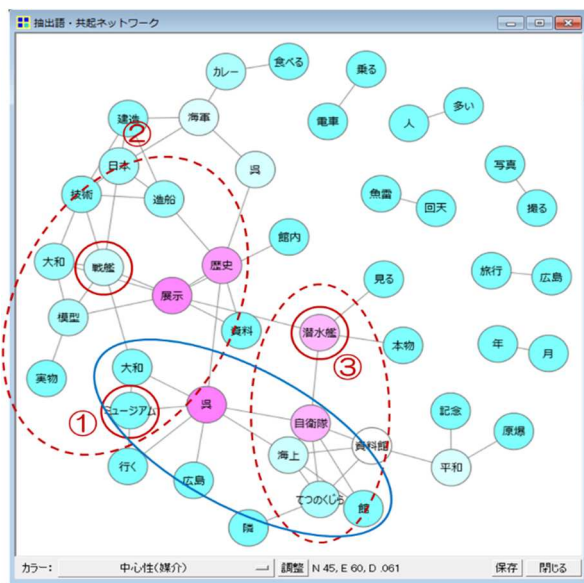 抽出語・共起ネットワーク
カレー
食べる
乗る
建造
海軍
電車
人
多い
②
日本
呉
写真
撮る
技術
造船
魚雷
回天
館内
大和
戦艦
歴史
見る
旅行
広島
展示
模型
資料
潜水艦
本物
年
月
③
大和
実物
ミュージアム
呉
自衛隊
記念
原爆
①
海上
資料館
平和
行く
広島
てつのくじら
館
隣
カラー: 中心性(媒介) 調整 N 45, E 60, D .061 保存 閉じる